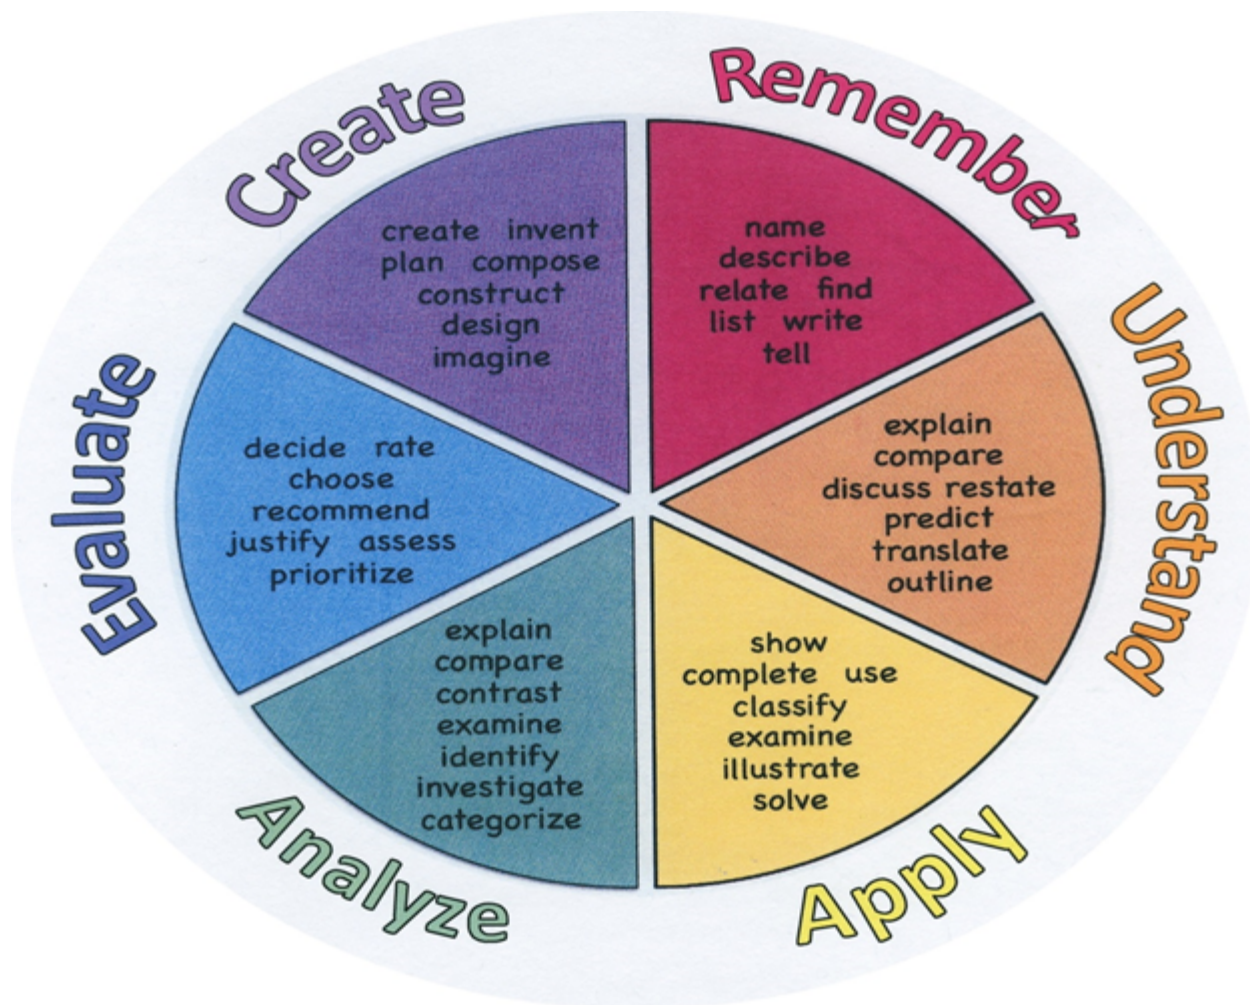 Remember
name
describe
relate find
list write
tell
Understand
explain
compare
discuss restate
predict
translate
outline
Apply
show
complete use
classify
examine
illustrate
solve
Analyze
explain
compare
contrast
examine
identify
investigate
categorize
Evaluate
decide rate
choose
recommend
justify assess
prioritize
Create
create invent
plan compose
construct
design
imagine